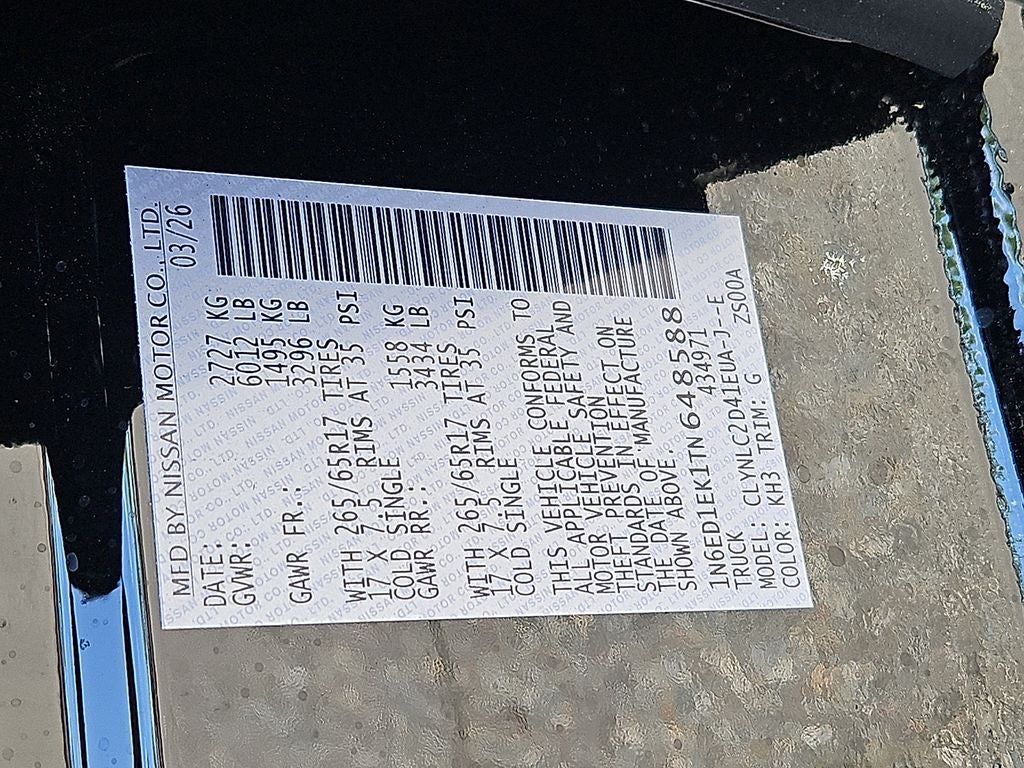 MFD BY NISSAN MOTOR CO., LTD.
DATE: 03/26
GVWR: 2727 KG
6012 LB
GAWR FR.: 1495 KG
3296 LB
WITH 265/65R17 TIRES
17 X 7.5 RIMS AT 35 PSI
COLD SINGLE
GAWR RR.: 1558 KG
3434 LB
WITH 265/65R17 TIRES
17 X 7.5 RIMS AT 35 PSI
COLD SINGLE
THIS VEHICLE CONFORMS TO
ALL APPLICABLE FEDERAL
MOTOR VEHICLE SAFETY AND
THEFT PREVENTION
STANDARDS IN EFFECT ON
THE DATE OF MANUFACTURE
SHOWN ABOVE.
1N6ED1EK1TN648588
TRUCK 434971
MODEL: CLYNLC2D41EUA-J--E
COLOR: KH3 TRIM: G ZS00A